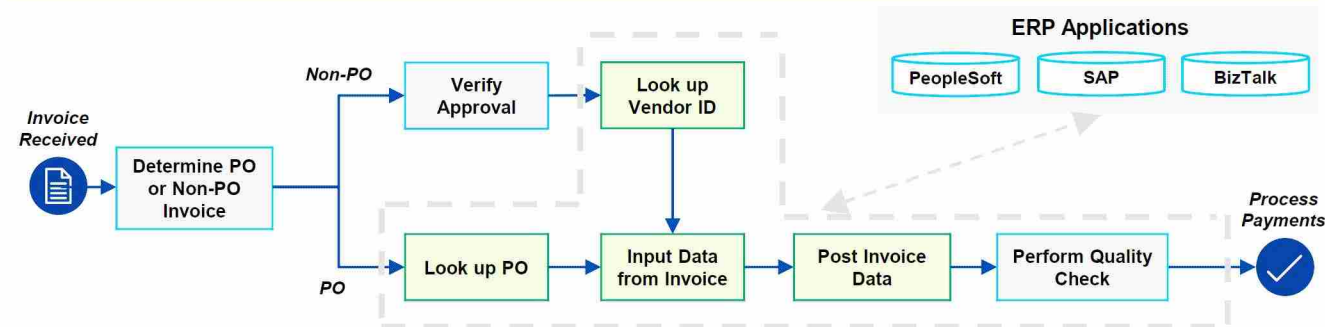 ERP Applications
PeopleSoft
SAP
BizTalk
Invoice
Received
Determine PO
or Non-PO
Invoice
Non-PO
Verify
Approval
Look up
Vendor ID
PO
Look up PO
Input Data
from Invoice
Post Invoice
Data
Perform Quality
Check
Process
Payments